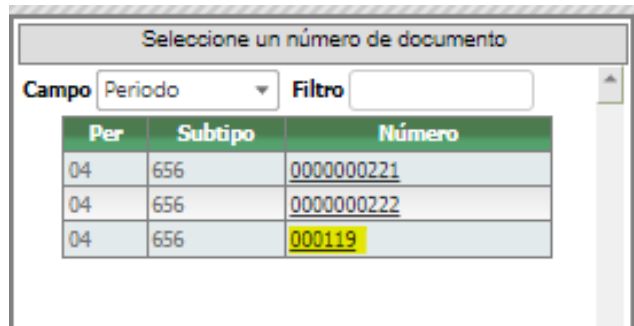 Seleccione un número de documento
Campo Periodo Filtro
Per Subtipo Número
04 656 0000000221
04 656 0000000222
04 656 000119